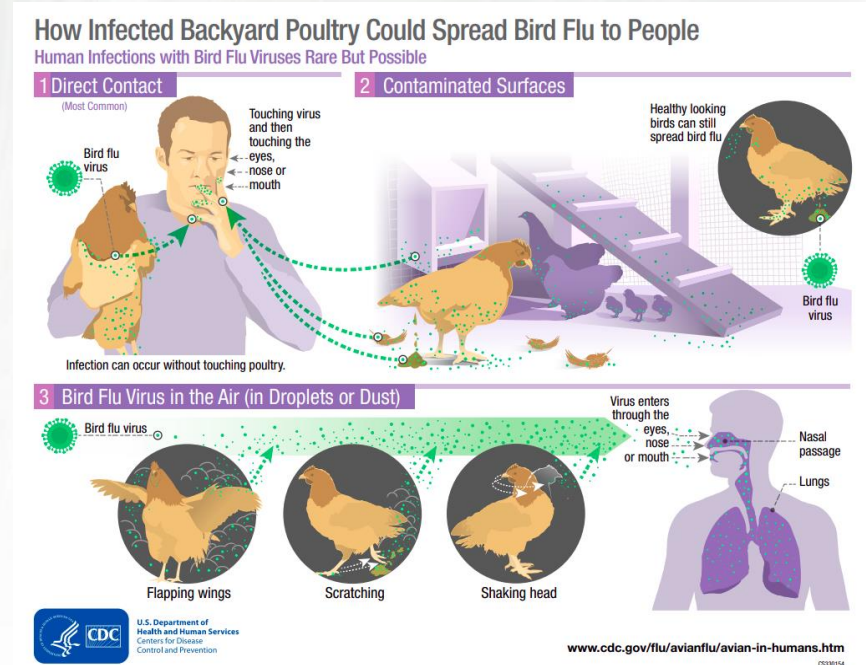 How Infected Backyard Poultry Could Spread Bird Flu to People
Human Infections with Bird Flu Viruses Rare But Possible
1 Direct Contact
(Most Common)
Bird flu
virus
Touching virus
and then
touching the
eyes,
nose or
mouth
Infection can occur without touching poultry.
2 Contaminated Surfaces
Healthy looking
birds can still
spread bird flu
Bird flu
virus
3 Bird Flu Virus in the Air (in Droplets or Dust)
Bird flu virus
Flapping wings
Scratching
Shaking head
Virus enters
through the
eyes,
nose
or mouth
Nasal
passage
Lungs
CDC
U.S. Department of
Health and Human Services
Centers for Disease
Control and Prevention
www.cdc.gov/flu/avianflu/avian-in-humans.htm